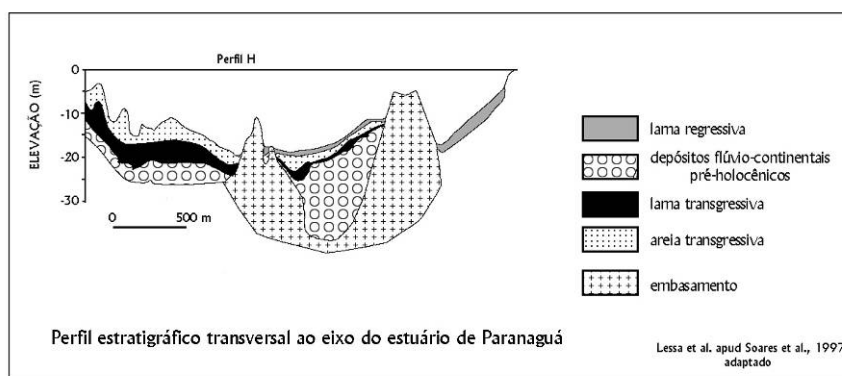 Perfil H
ELEVAÇÃO (m)
0
-10
-20
-30
0 500 m
lama regressiva
depósitos flúvio-continentais
pré-holocênicos
lama transgressiva
areia transgressiva
embasamento
Perfil estratigráfico transversal ao eixo do estuário de Paranaguá
Lessa et al. apud Soares et al., 1997
adaptado